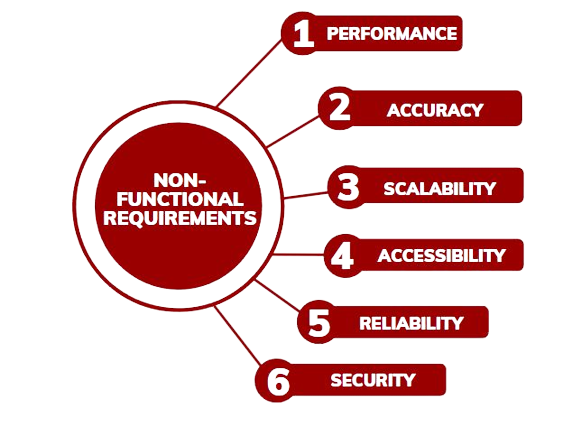 1 PERFORMANCE
2 ACCURACY
NON-
FUNCTIONAL
REQUIREMENTS
3 SCALABILITY
4 ACCESSIBILITY
5 RELIABILITY
6 SECURITY